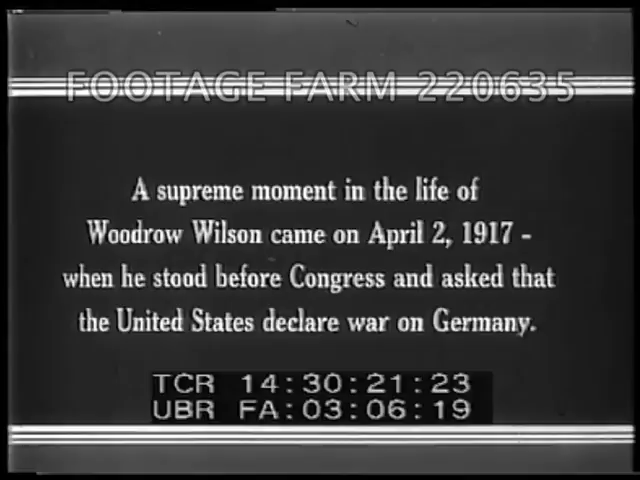 FOOTAGE FARM 220635
A supreme moment in the life of
Woodrow Wilson came on April 2, 1917 -
when he stood before Congress and asked that
the United States declare war on Germany.
TCR 14:30:21:23
UBR FA:03:06:19